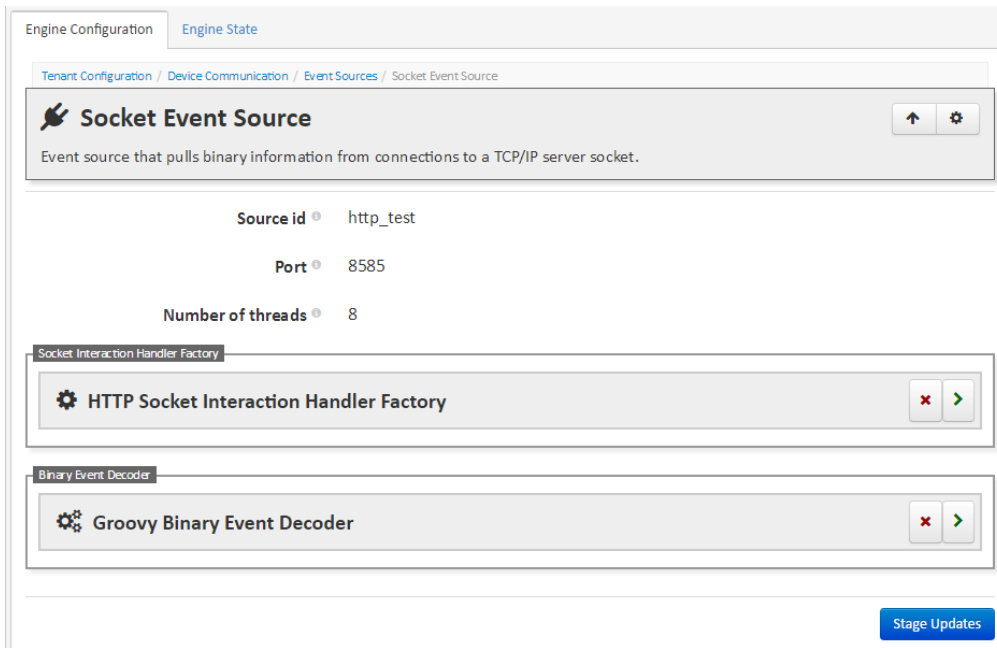 Engine Configuration Engine State
Tenant Configuration / Device Communication / Event Sources / Socket Event Source
Socket Event Source
Event source that pulls binary information from connections to a TCP/IP server socket.
Source id http_test
Port 8585
Number of threads 8
Socket Interaction Handler Factory
HTTP Socket Interaction Handler Factory
Binary Event Decoder
Groovy Binary Event Decoder
Stage Updates